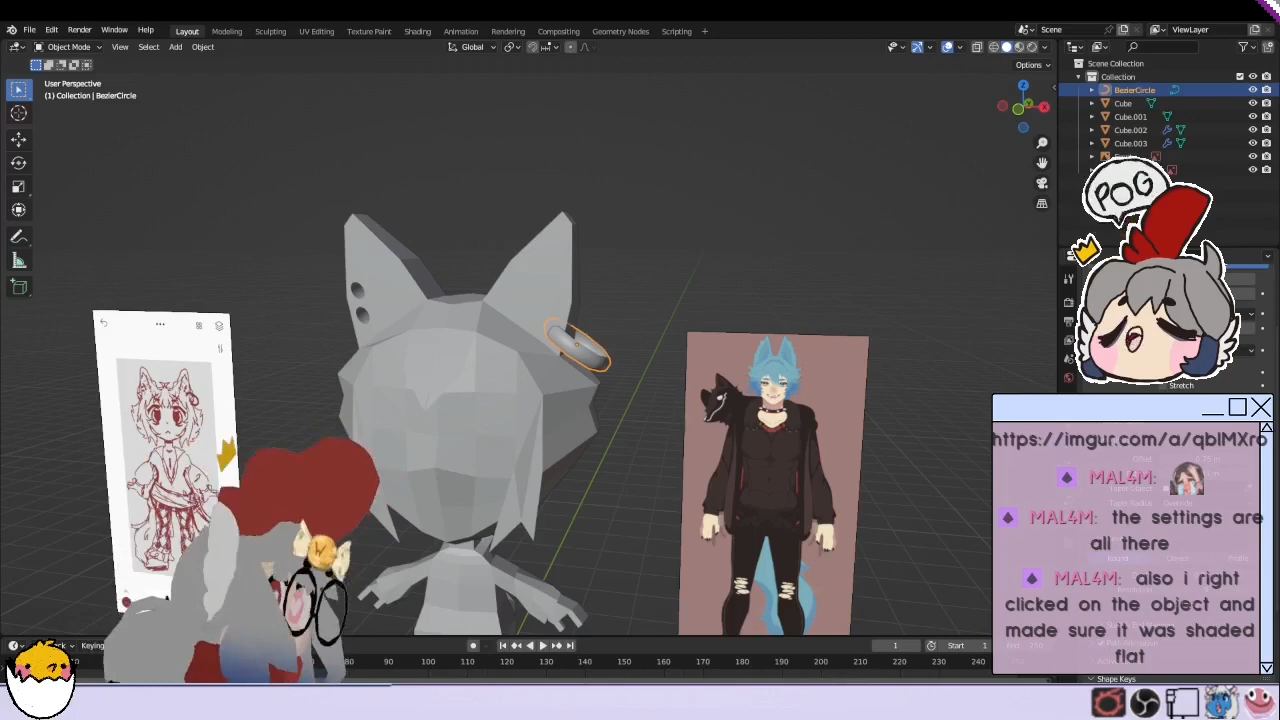 File Edit Render Window Help Layout Modeling Sculpting UV Editing Texture Paint Shading Animation Rendering Compositing Geometry Nodes Scripting + Scene ViewLayer
Object Mode View Select Add Object Global
Options
User Perspective
(1) Collection | BezierCircle
Scene Collection
Collection
BezierCircle
Cube
Cube.001
Cube.002
Cube.003
X
Z
POG
Stretch
https://imgur.com/a/qblMXro
MAL4M:
MAL4M: the settings are
all there
MAL4M: also i right
clicked on the object and
made sure it was shaded
flat
Keying
1 Start 1
80 90 100 110 120 130 140 150 160 170 180 190 200 210 220 230 240
Shape Keys